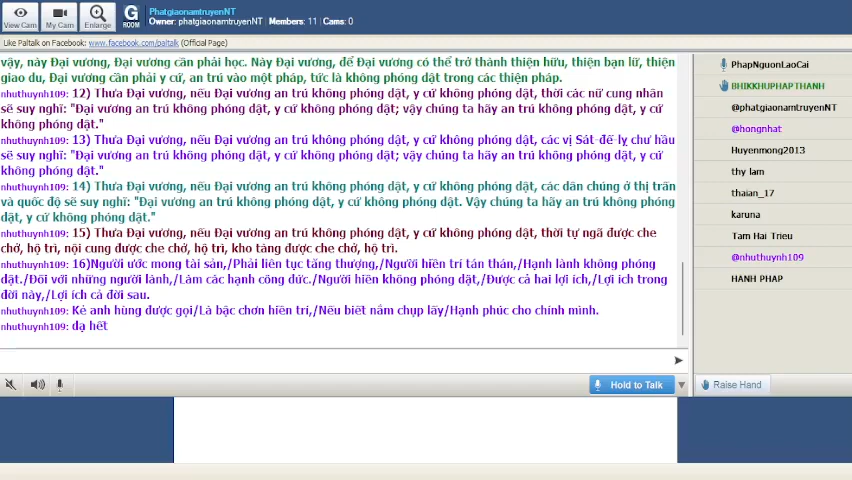 PhatgiaonamtruyenNT
Owner: phatgiaonamtruyenNT | Members: 11 | Cams: 0
View Cam
My Cam
Enlarge
G
ROOM
Like Paltalk on Facebook: www.facebook.com/paltalk (Official Page)
vậy, này Đại vương, Đại vương cần phải học. Này Đại vương, để Đại vương có thể trở thành thiện hữu, thiện bạn lữ, thiện
giao du, Đại vương cần phải y cứ, an trú vào một pháp, tức là không phóng dật trong các thiện pháp.
nhuthuynh109: 12) Thưa Đại vương, nếu Đại vương an trú không phóng dật, y cứ không phóng dật, thời các nữ cung nhân
sẽ suy nghĩ: "Đại vương an trú không phóng dật, y cứ không phóng dật; vậy chúng ta hãy an trú không phóng dật, y cứ
không phóng dật."
nhuthuynh109: 13) Thưa Đại vương, nếu Đại vương an trú không phóng dật, y cứ không phóng dật, các vị Sát-đế-lỵ chư hầu
sẽ suy nghĩ: "Đại vương an trú không phóng dật, y cứ không phóng dật; vậy chúng ta hãy an trú không phóng dật, y cứ
không phóng dật."
nhuthuynh109: 14) Thưa Đại vương, nếu Đại vương an trú không phóng dật, y cứ không phóng dật, các dân chúng ở thị trấn
và quốc độ sẽ suy nghĩ: "Đại vương an trú không phóng dật, y cứ không phóng dật. Vậy chúng ta hãy an trú không phóng
dật, y cứ không phóng dật."
nhuthuynh109: 15) Thưa Đại vương, nếu Đại vương an trú không phóng dật, y cứ không phóng dật, thời tự ngã được che
chở, hộ trì, nội cung được che chở, hộ trì, kho tàng được che chở, hộ trì.
nhuthuynh109: 16)Người ước mong tài sản,/Phải liên tục tăng thượng,/Người hiền trí tán thán,/Hạnh lành không phóng
dật./Đối với những người lành,/Làm các hạnh công đức./Người hiền không phóng dật,/Được cả hai lợi ích,/Lợi ích trong
đời này,/Lợi ích cả đời sau.
nhuthuynh109: Kẻ anh hùng được gọi/Là bậc chơn hiền trí,/Nếu biết nắm chụp lấy/Hạnh phúc cho chính mình.
nhuthuynh109: dạ hết
Hold to Talk
PhapNguonLaoCai
BHIKKHUPHAPTHANH
@phatgiaonamtruyenNT
@hongnhat
Huyenmong2013
thy lam
thaian_17
karuna
Tam Hai Trieu
@nhuthuynh109
HANH PHAP
Raise Hand